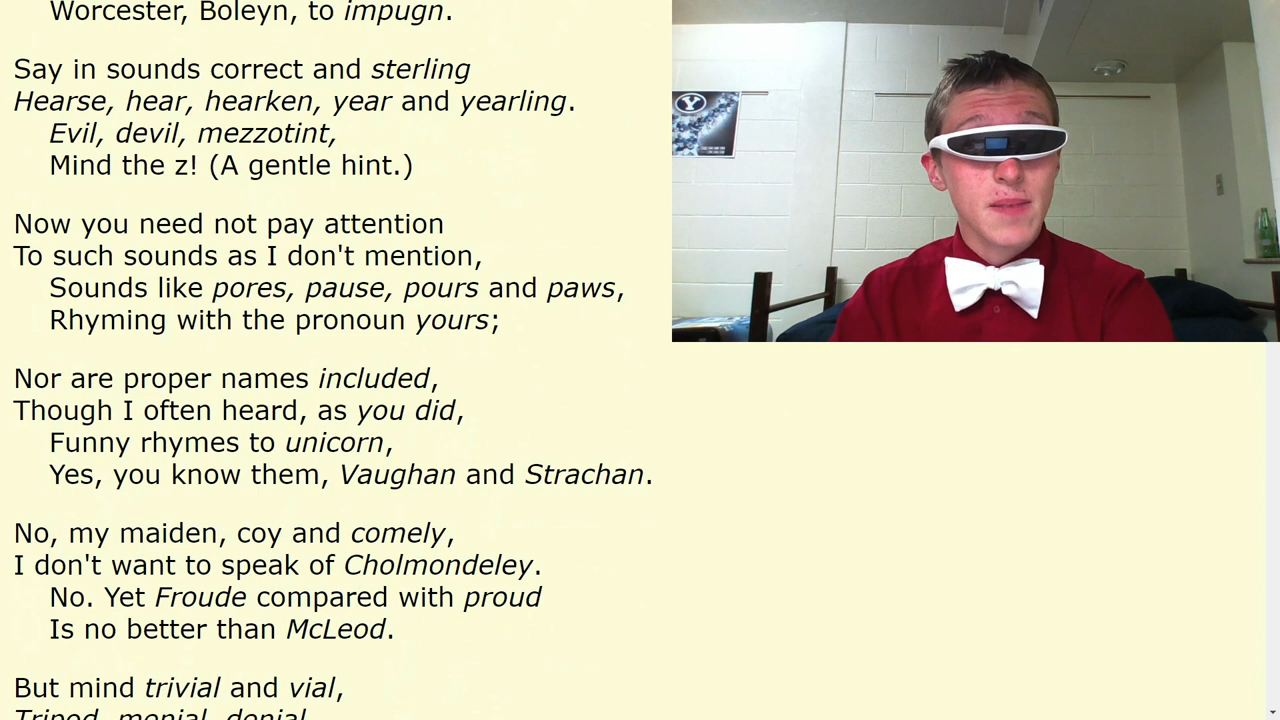 Worcester, Boleyn, to impugn.
Say in sounds correct and sterling
Hearse, hear, hearken, year and yearling.
Evil, devil, mezzotint,
Mind the z! (A gentle hint.)
Now you need not pay attention
To such sounds as I don't mention,
Sounds like pores, pause, pours and paws,
Rhyming with the pronoun yours;
Nor are proper names included,
Though I often heard, as you did,
Funny rhymes to unicorn,
Yes, you know them, Vaughan and Strachan.
No, my maiden, coy and comely,
I don't want to speak of Cholmondeley.
No. Yet Froude compared with proud
Is no better than McLeod.
But mind trivial and vial,
Tripod, menial, denial,
Y